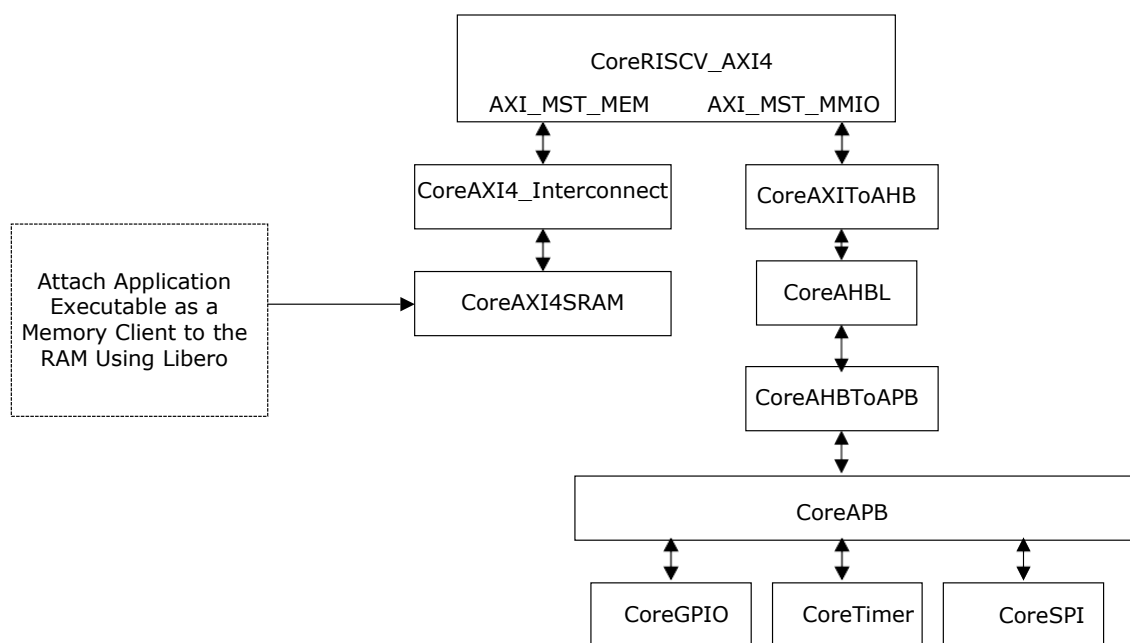 CoreRISCV_AXI4
AXI_MST_MEM
AXI_MST_MMIO
CoreAXI4_Interconnect
CoreAXIToAHB
Attach Application
Executable as a
Memory Client to the
RAM Using Libero
CoreAXI4SRAM
CoreAHBL
CoreAHBToAPB
CoreAPB
CoreGPIO
CoreTimer
CoreSPI